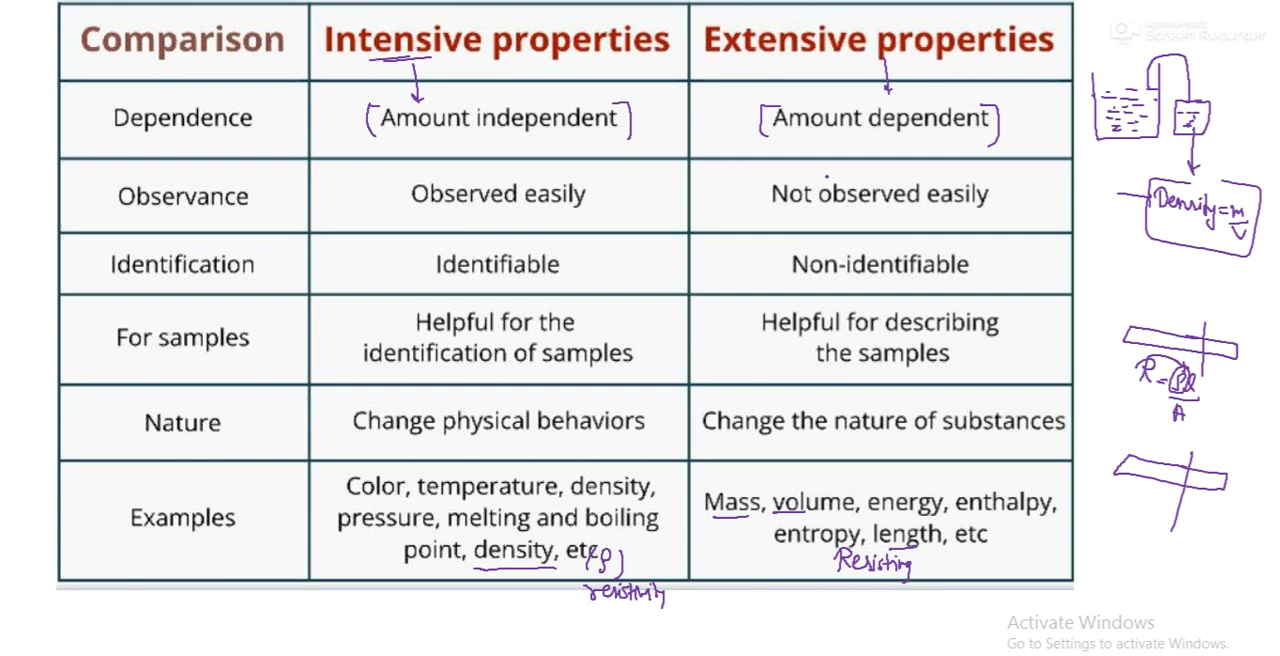 Comparison Intensive properties Extensive properties
Dependence Amount independent Amount dependent
Observance Observed easily Not observed easily
Identification Identifiable Non-identifiable
For samples Helpful for the identification of samples Helpful for describing the samples
Nature Change physical behaviors Change the nature of substances
Examples Color, temperature, density, pressure, melting and boiling point, density, etc Mass, volume, energy, enthalpy, entropy, length, etc
(ρ)
resistivity
Screen Recorder
Density = m/V
R = ρl/A
Activate Windows
Go to Settings to activate Windows.